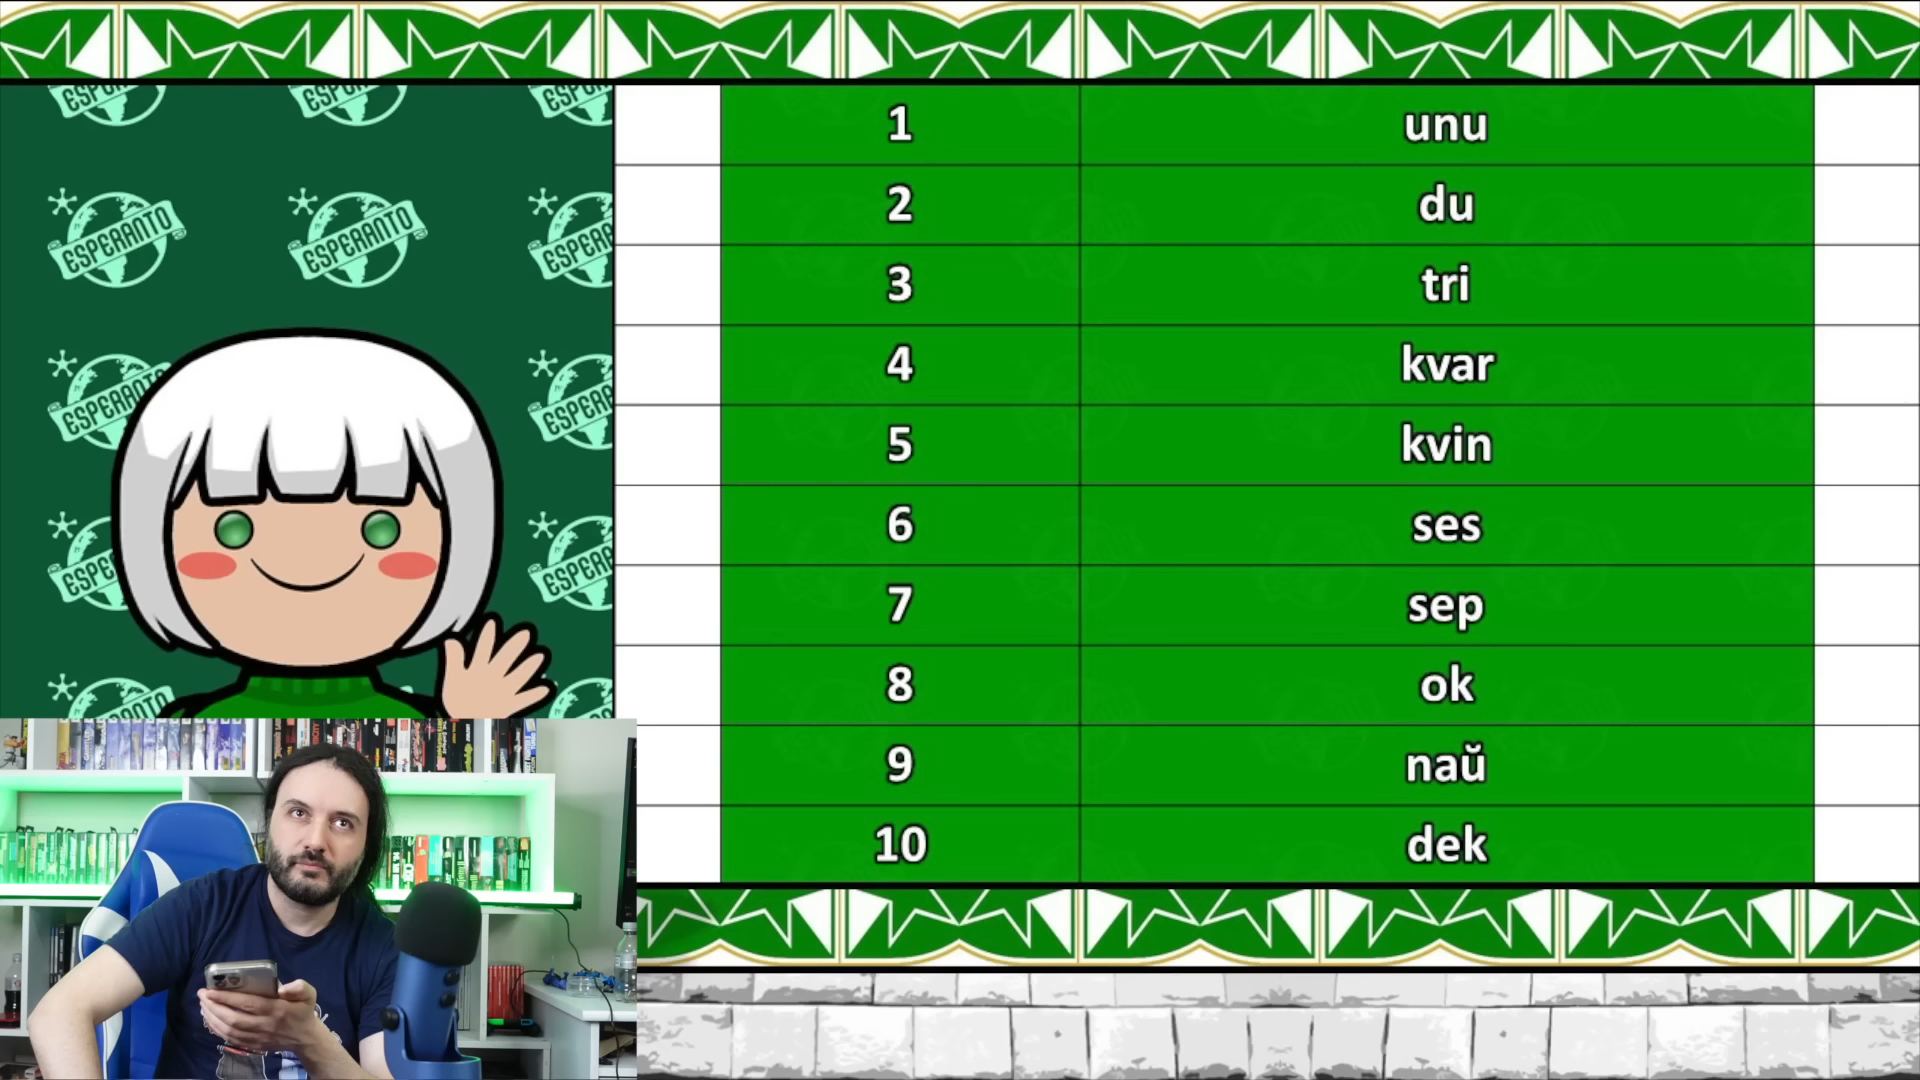 ESPERANTO
ESPERANTO
1 unu
2 du
3 tri
4 kvar
5 kvin
6 ses
7 sep
8 ok
9 naŭ
10 dek